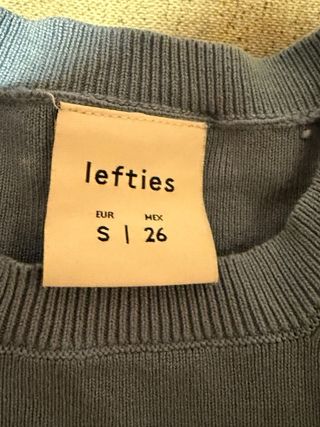 lefties
EUR MEX
S | 26